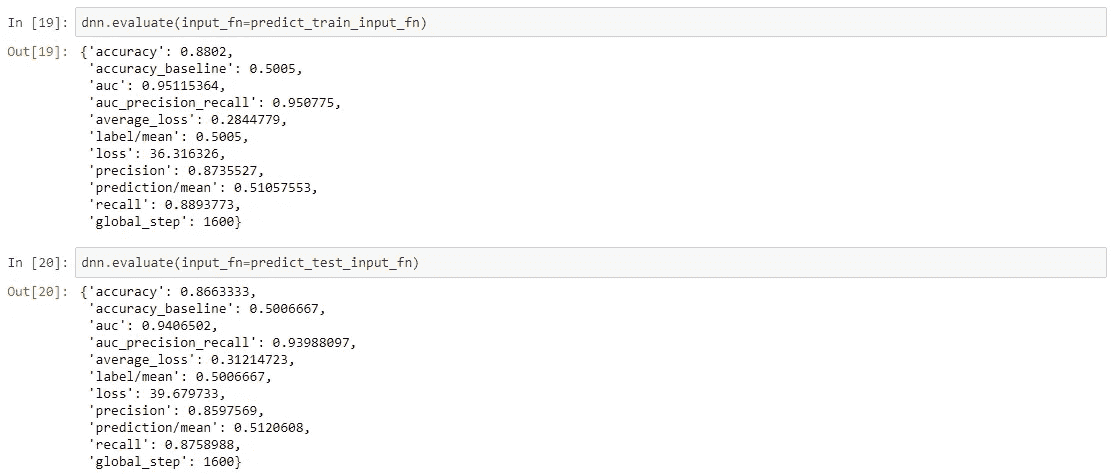 In [19]: dnn.evaluate(input_fn=predict_train_input_fn)
Out[19]: {'accuracy': 0.8802,
'accuracy_baseline': 0.5005,
'auc': 0.95115364,
'auc_precision_recall': 0.950775,
'average_loss': 0.2844779,
'label/mean': 0.5005,
'loss': 36.316326,
'precision': 0.8735527,
'prediction/mean': 0.51057553,
'recall': 0.8893773,
'global_step': 1600}
In [20]: dnn.evaluate(input_fn=predict_test_input_fn)
Out[20]: {'accuracy': 0.8663333,
'accuracy_baseline': 0.5006667,
'auc': 0.9406502,
'auc_precision_recall': 0.93988097,
'average_loss': 0.31214723,
'label/mean': 0.5006667,
'loss': 39.679733,
'precision': 0.8597569,
'prediction/mean': 0.5120608,
'recall': 0.8758988,
'global_step': 1600}